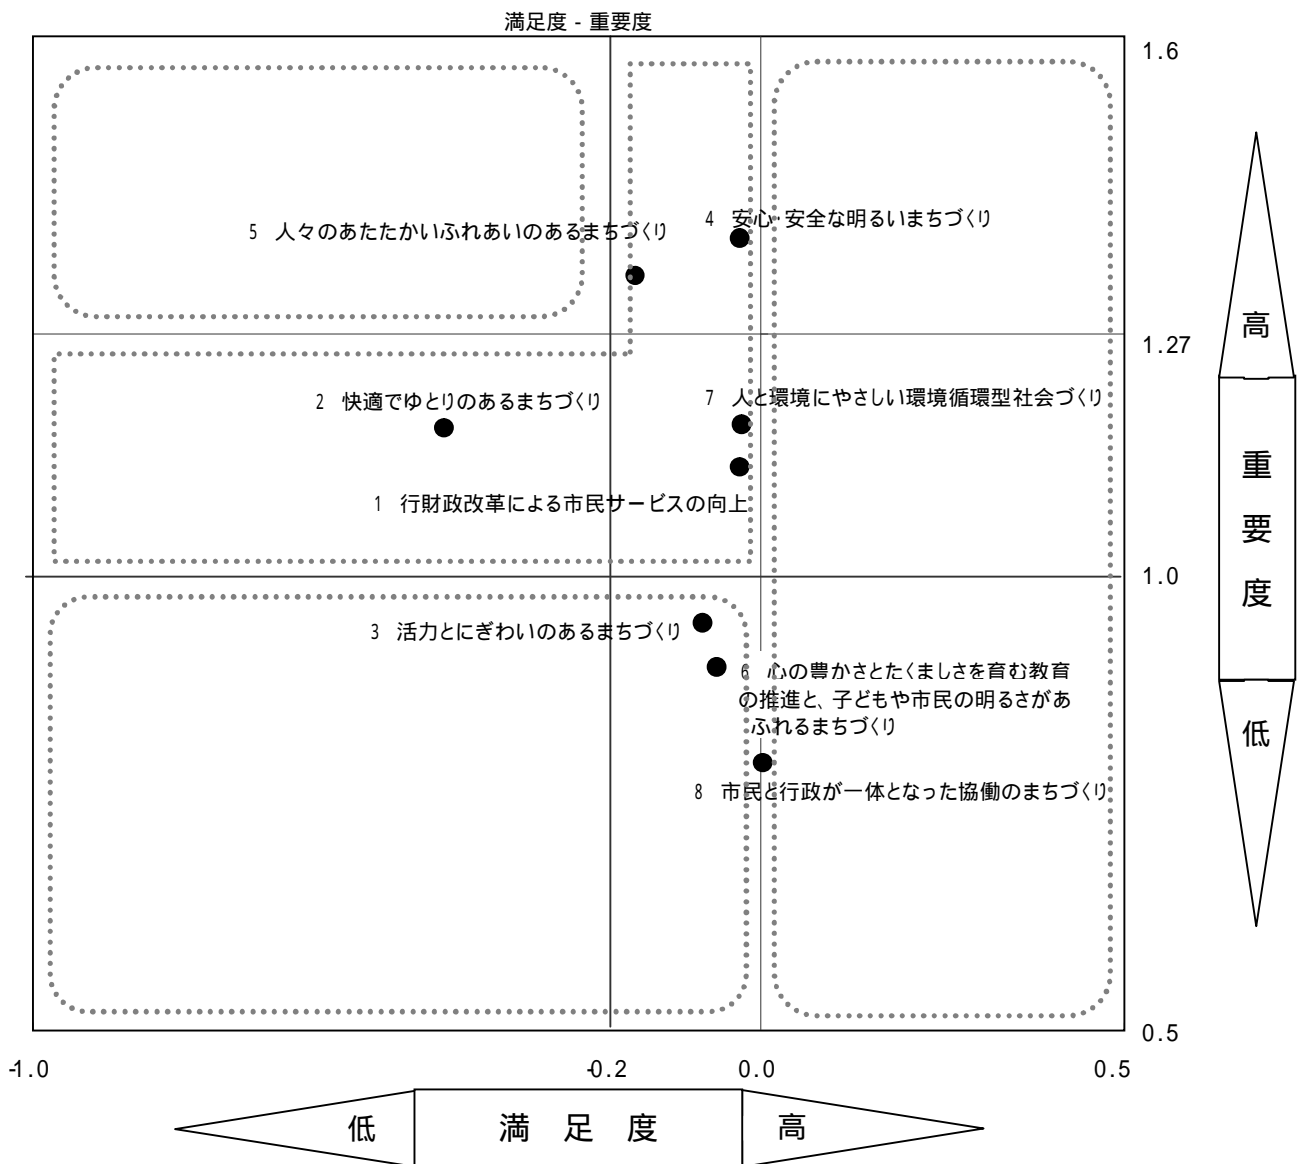 満足度 - 重要度
1.6
4 安心・安全な明るいまちづくり
5 人々のあたたかいふれあいのあるまちづくり
高
1.27
2 快適でゆとりのあるまちづくり
7 人と環境にやさしい環境循環型社会づくり
1 行財政改革による市民サービスの向上
重
要
度
1.0
3 活力とにぎわいのあるまちづくり
6 心の豊かさとたくましさを育む教育
の推進と、子どもや市民の明るさがあ
ふれるまちづくり
低
8 市民と行政が一体となった協働のまちづくり
0.5
-1.0 -0.2 0.0 0.5
低 満 足 度 高